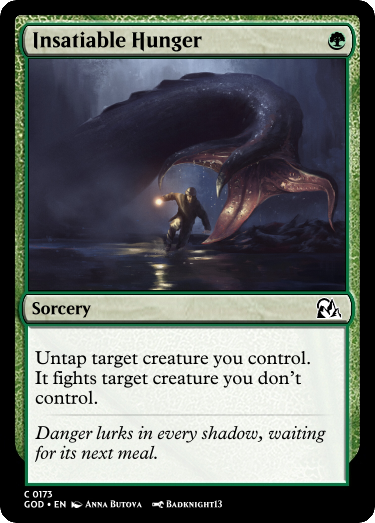 Insatiable Hunger
Sorcery
Untap target creature you control.
It fights target creature you don't
control.
Danger lurks in every shadow, waiting
for its next meal.
C 0173
GOD • EN Anna Butova Badknight13